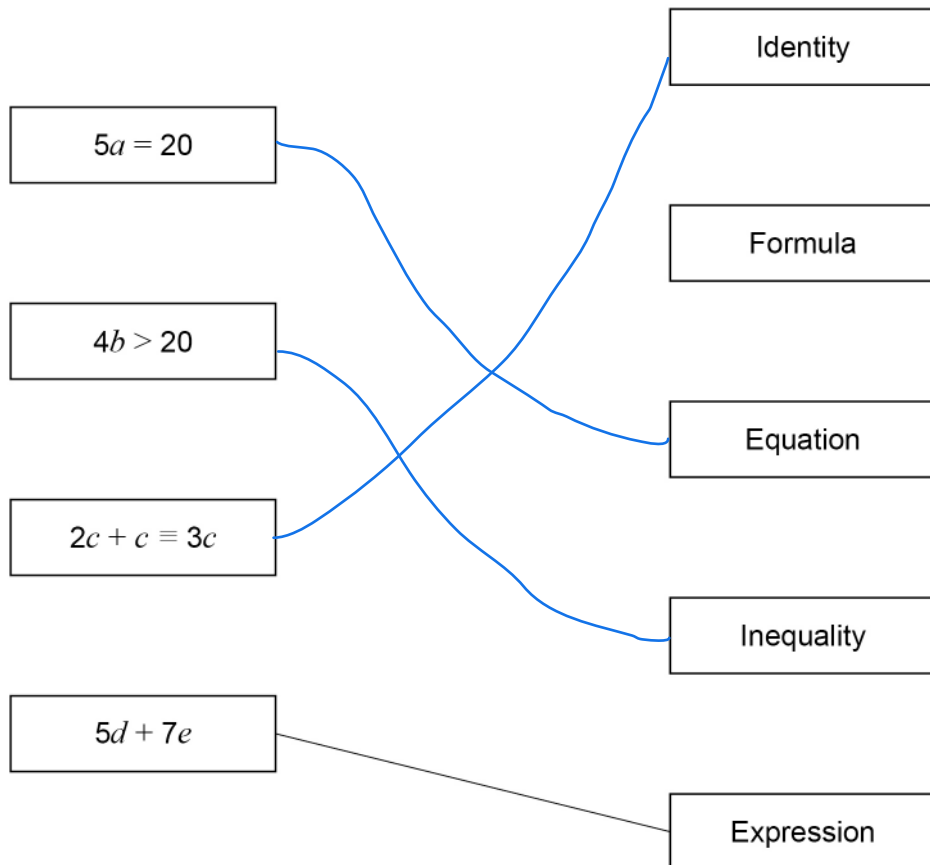 Identity
5a = 20
Formula
4b > 20
Equation
2c + c ≡ 3c
Inequality
5d + 7e
Expression